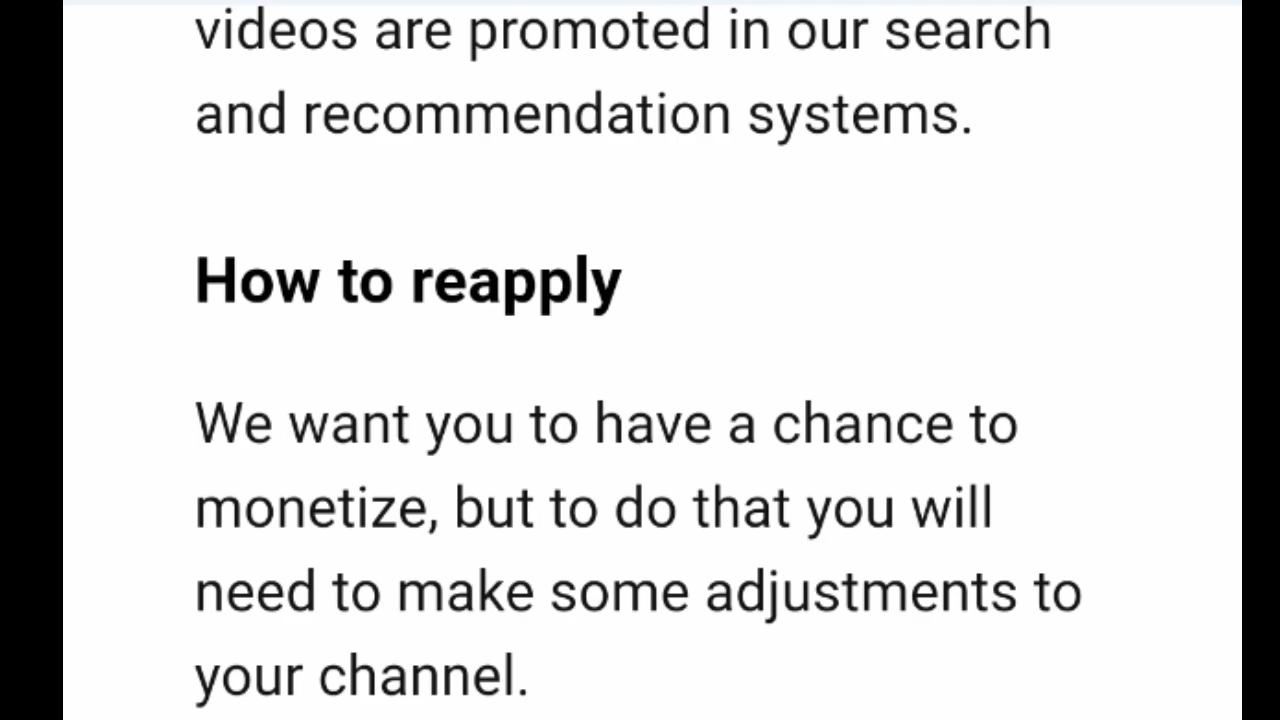 videos are promoted in our search
and recommendation systems.
How to reapply
We want you to have a chance to
monetize, but to do that you will
need to make some adjustments to
your channel.